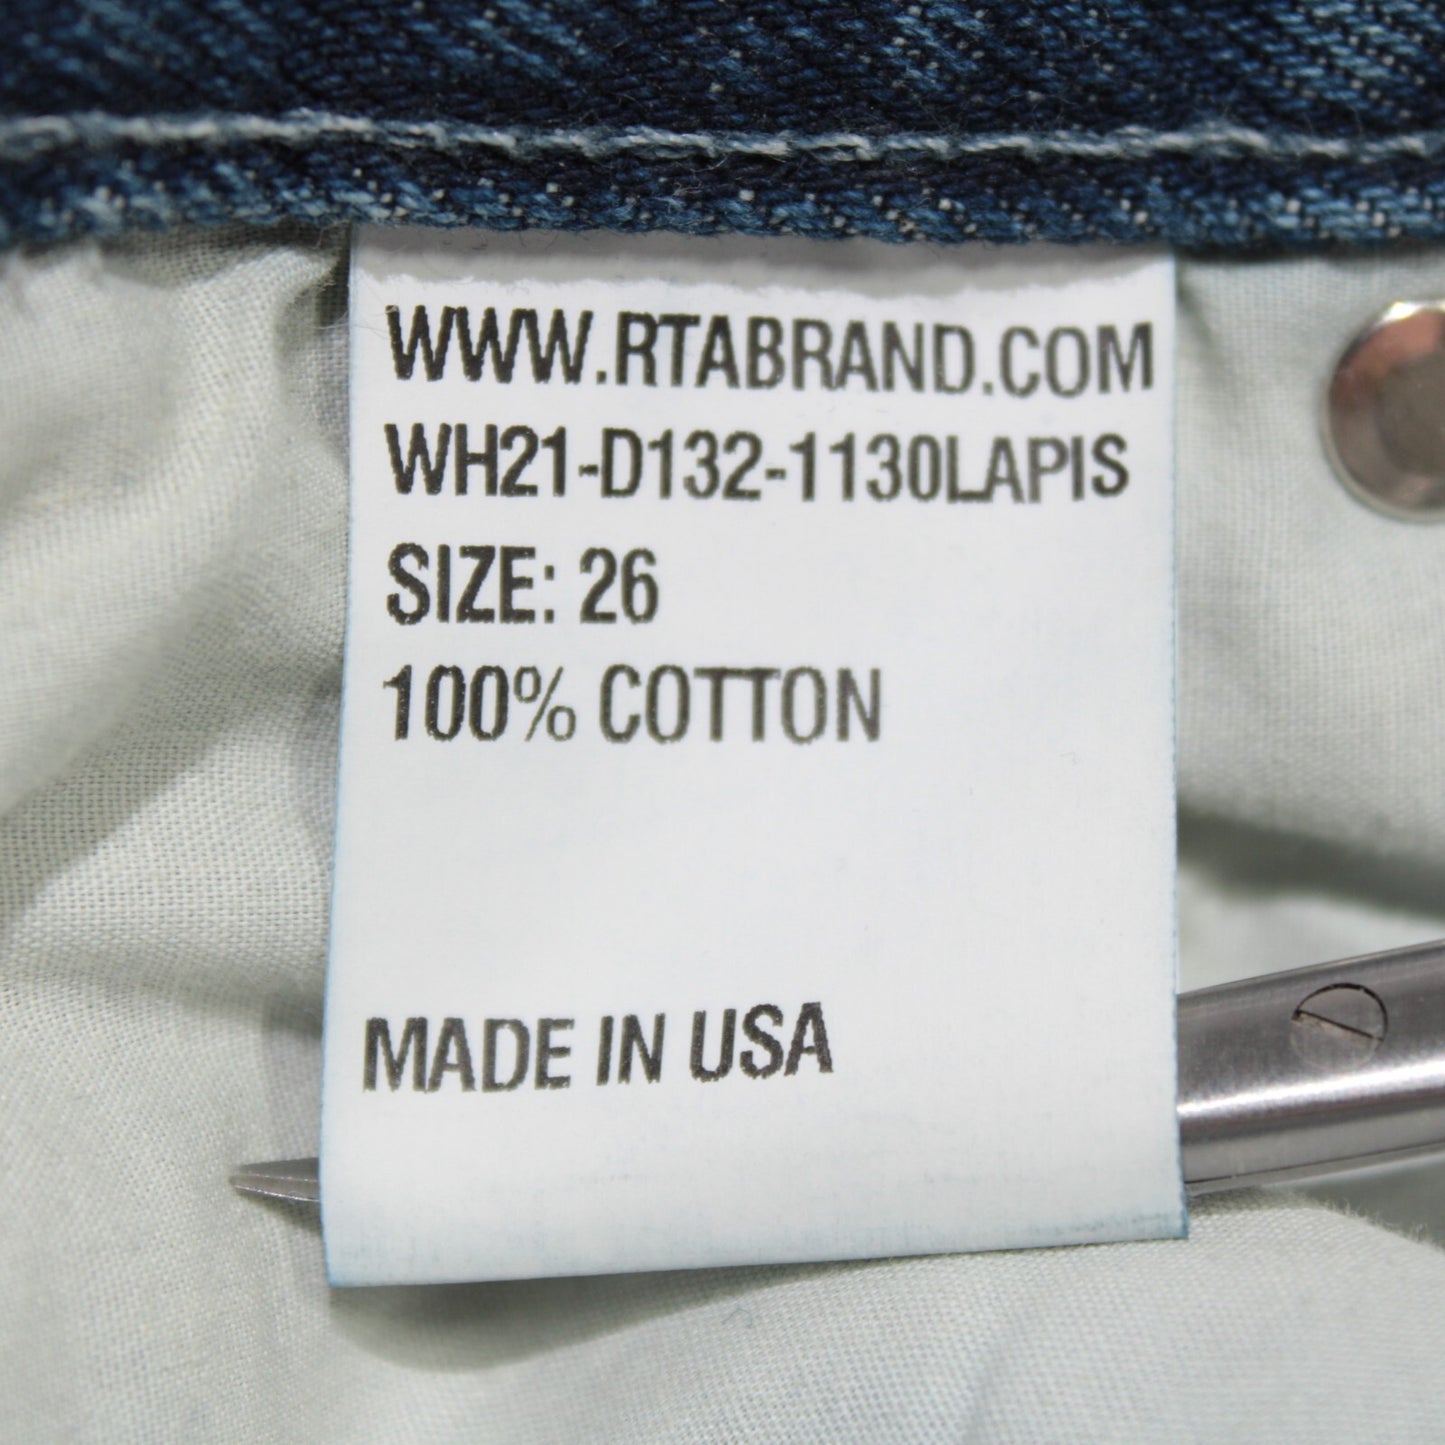 WWW.RTABRAND.COM
WH21-D132-1130LAPIS
SIZE: 26
100% COTTON
MADE IN USA